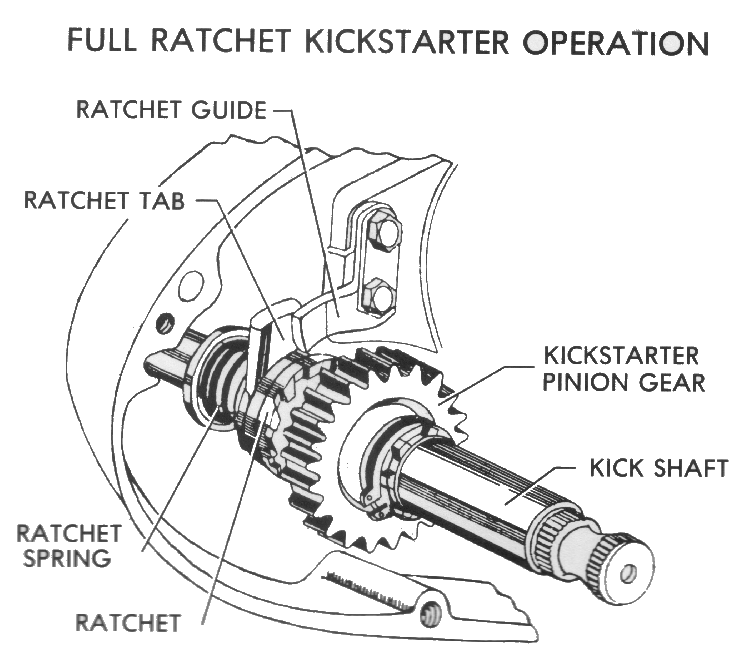 FULL RATCHET KICKSTARTER OPERATION
RATCHET GUIDE
RATCHET TAB
KICKSTARTER
PINION GEAR
KICK SHAFT
RATCHET
SPRING
RATCHET